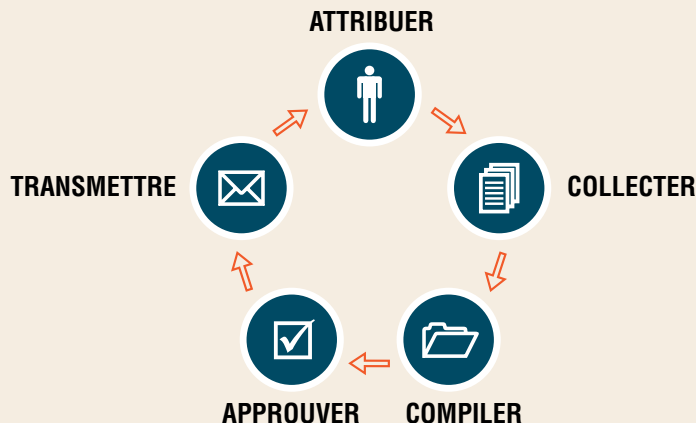 ATTRIBUER
TRANSMETTRE
COLLECTER
APPROUVER
COMPILER